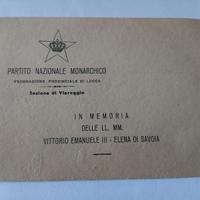 PARTITO NAZIONALE MONARCHICO
FEDERAZIONE PROVINCIALE DI LUCCA
Sezione di Viareggio
IN MEMORIA
DELLE LL. MM.
VITTORIO EMANUELE III - ELENA DI SAVOIA